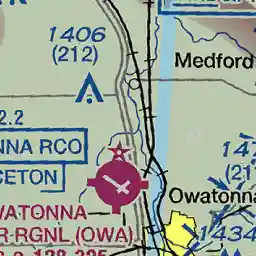 1406
(212)
Medford
2.2
NNA RCO
CETON
147
(21
Owatonna
WATONNA
R RGNL (OWA)
1434